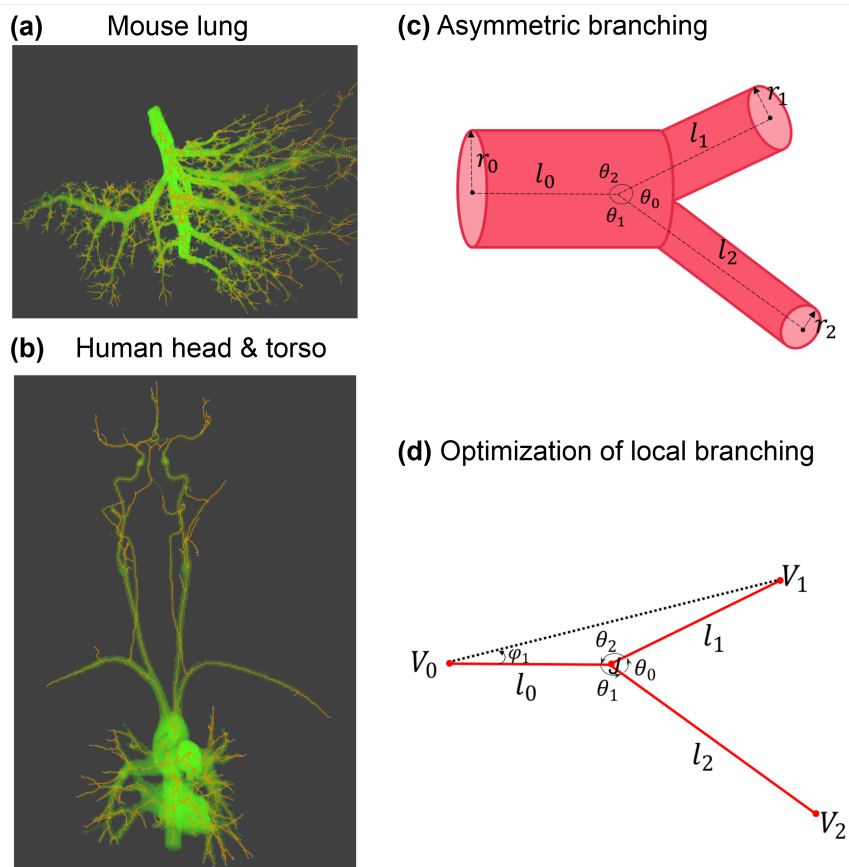 (a) Mouse lung
(b) Human head & torso
(c) Asymmetric branching
r₀
l₀
l₁
r₁
θ₂
θ₀
θ₁
l₂
r₂
(d) Optimization of local branching
V₀
φ₁
l₀
θ₂
J
θ₀
θ₁
l₁
V₁
l₂
V₂